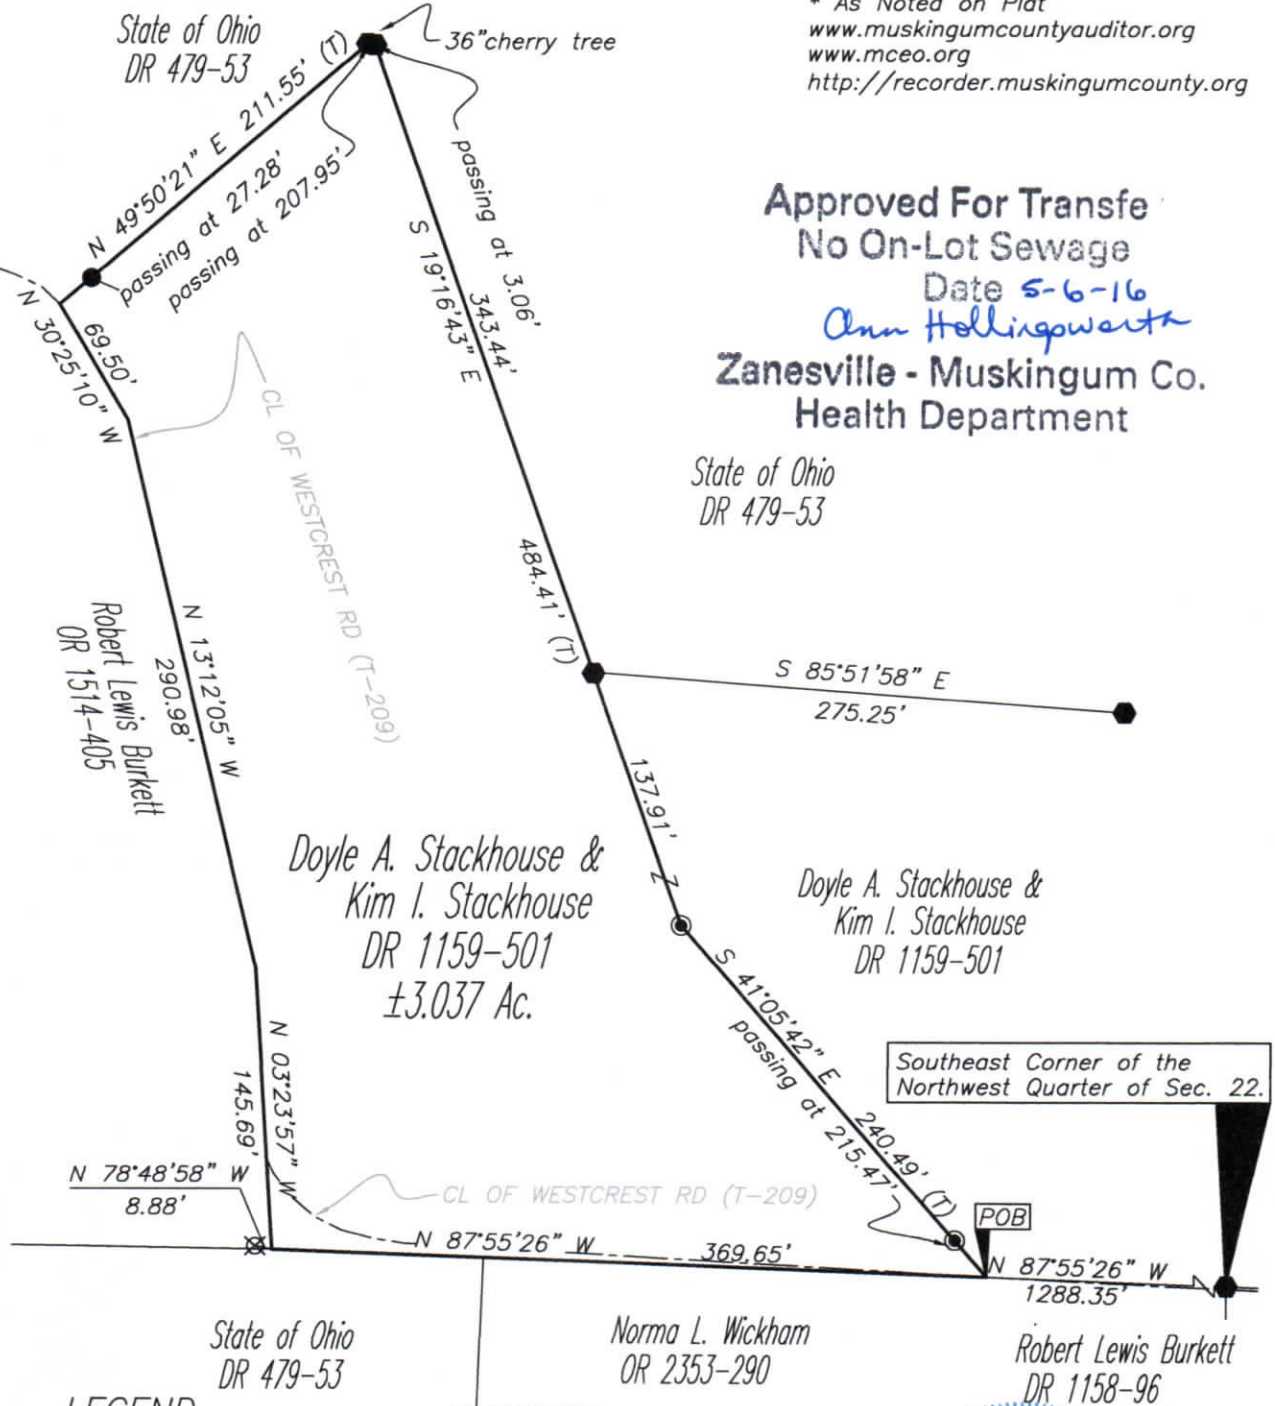 * As Noted on Plat
www.muskingumcountyauditor.org
www.mceo.org
http://recorder.muskingumcounty.org
State of Ohio
DR 479-53
36"cherry tree
N 49°50'21" E 211.55' (T)
passing at 27.28'
passing at 207.95'
passing at 3.06'
S 19°16'43" E
343.44'
484.41' (T)
Approved For Transfe
No On-Lot Sewage
Date 5-6-16
Ann Hollingsworth
Zanesville - Muskingum Co.
Health Department
69.50'
N 30°25'10" W
CL OF WESTCREST RD (T-209)
State of Ohio
DR 479-53
Robert Lewis Burkett
OR 1514-405
N 13°12'05" W
290.98'
S 85°51'58" E
275.25'
137.91'
Doyle A. Stackhouse &
Kim I. Stackhouse
DR 1159-501
±3.037 Ac.
Doyle A. Stackhouse &
Kim I. Stackhouse
DR 1159-501
S 41°05'42" E
240.49' (T)
passing at 215.47'
Southeast Corner of the
Northwest Quarter of Sec. 22.
N 03°23'57" W
145.69'
N 78°48'58" W
8.88'
CL OF WESTCREST RD (T-209)
POB
N 87°55'26" W 369.65'
N 87°55'26" W
1288.35'
State of Ohio
DR 479-53
Norma L. Wickham
OR 2353-290
Robert Lewis Burkett
DR 1158-96
LEGEND